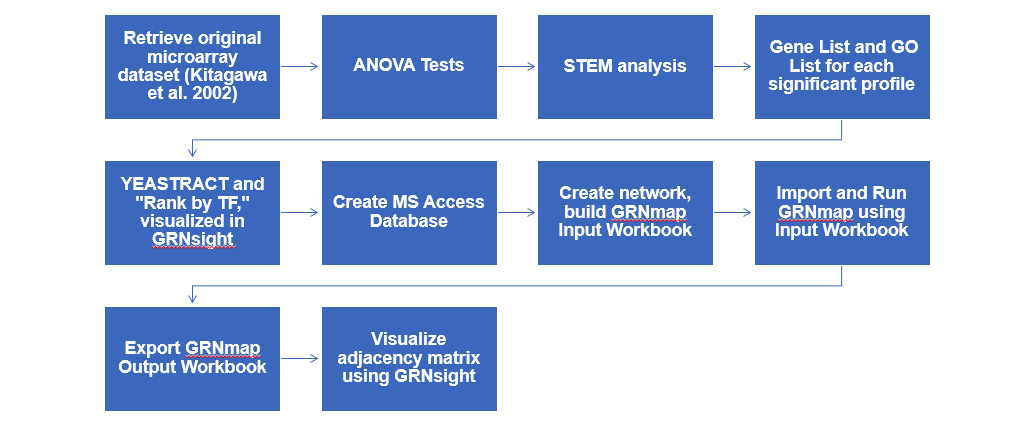 Retrieve original
microarray
dataset (Kitagawa
et al. 2002)
ANOVA Tests
STEM analysis
Gene List and GO
List for each
significant profile
YEASTRACT and
"Rank by TF,"
visualized in
GRNsight
Create MS Access
Database
Create network,
build GRNmap
Input Workbook
Import and Run
GRNmap using
Input Workbook
Export GRNmap
Output Workbook
Visualize
adjacency matrix
using GRNsight